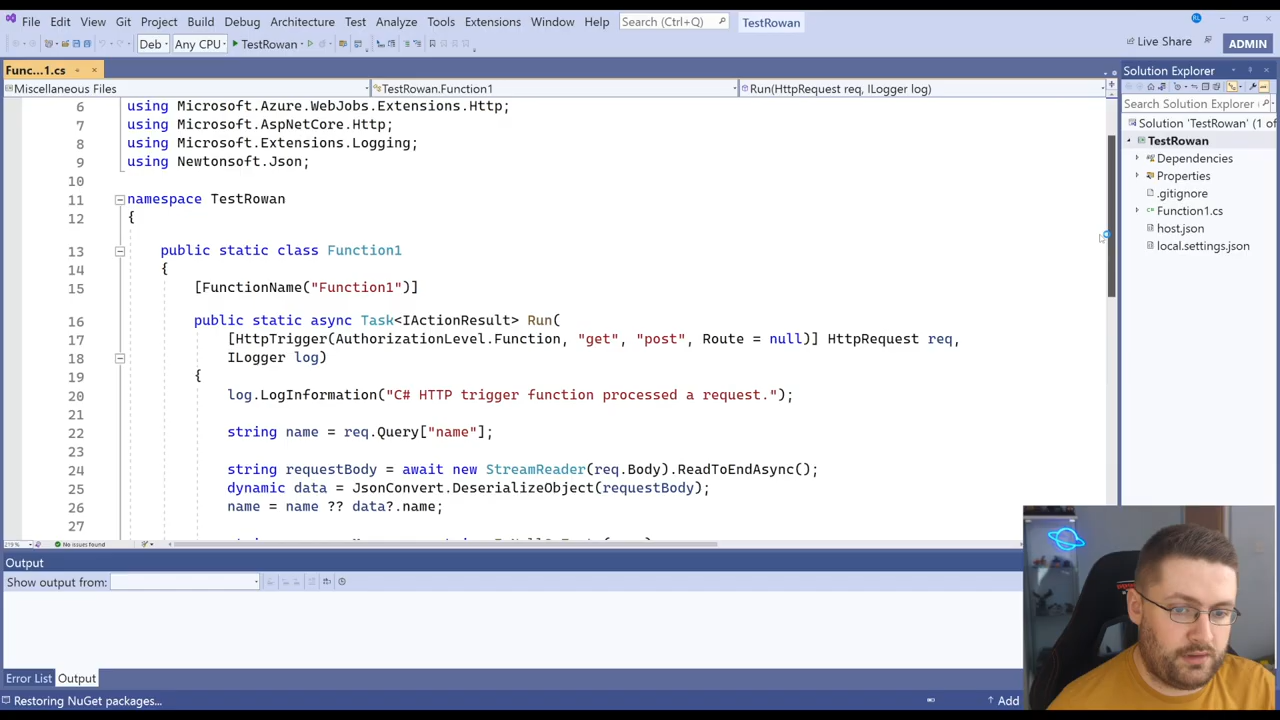 File Edit View Git Project Build Debug Architecture Test Analyze Tools Extensions Window Help Search (Ctrl+Q) TestRowan RL
Deb Any CPU TestRowan Live Share ADMIN
Func...1.cs Solution Explorer
Miscellaneous Files TestRowan.Function1 Run(HttpRequest req, ILogger log)
Search Solution Explorer
Solution 'TestRowan' (1 of
TestRowan
Dependencies
Properties
.gitignore
Function1.cs
host.json
local.settings.json
6 using Microsoft.Azure.WebJobs.Extensions.Http;
7 using Microsoft.AspNetCore.Http;
8 using Microsoft.Extensions.Logging;
9 using Newtonsoft.Json;
10
11 namespace TestRowan
12 {
13 public static class Function1
14 {
15 [FunctionName("Function1")]
16 public static async Task<IActionResult> Run(
17 [HttpTrigger(AuthorizationLevel.Function, "get", "post", Route = null)] HttpRequest req,
18 ILogger log)
19 {
20 log.LogInformation("C# HTTP trigger function processed a request.");
21
22 string name = req.Query["name"];
23
24 string requestBody = await new StreamReader(req.Body).ReadToEndAsync();
25 dynamic data = JsonConvert.DeserializeObject(requestBody);
26 name = name ?? data?.name;
27
219 % No issues found
Output
Show output from:
Error List Output
Restoring NuGet packages... Add